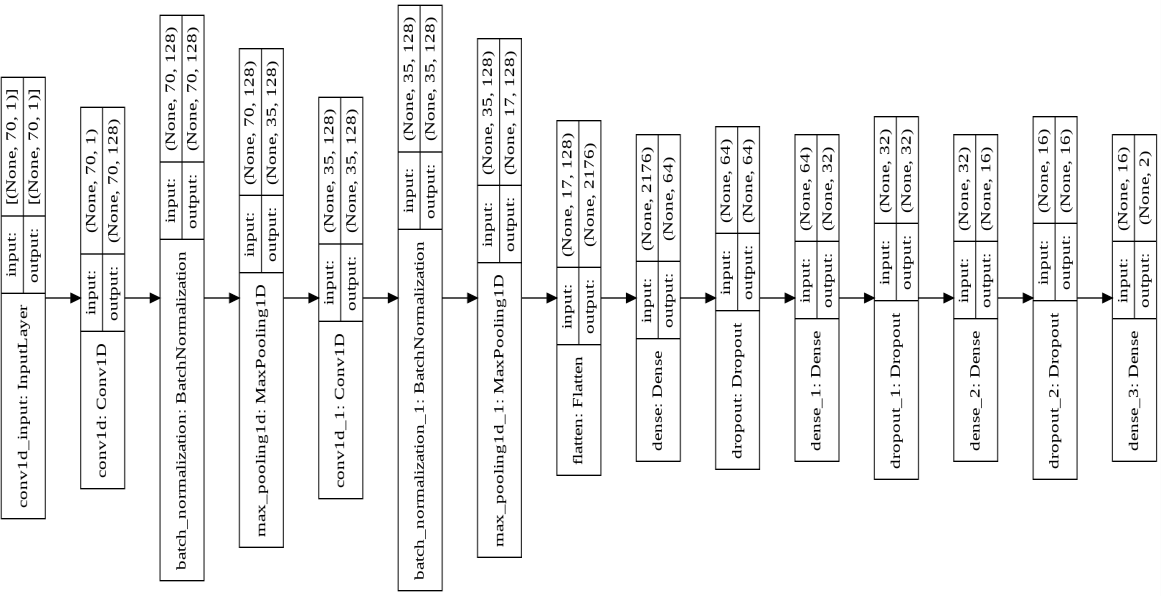 conv1d_input: InputLayer
input: [(None, 70, 1)]
output: [(None, 70, 1)]
conv1d: Conv1D
input: (None, 70, 1)
output: (None, 70, 128)
batch_normalization: BatchNormalization
input: (None, 70, 128)
output: (None, 70, 128)
max_pooling1d: MaxPooling1D
input: (None, 70, 128)
output: (None, 35, 128)
conv1d_1: Conv1D
input: (None, 35, 128)
output: (None, 35, 128)
batch_normalization_1: BatchNormalization
input: (None, 35, 128)
output: (None, 35, 128)
max_pooling1d_1: MaxPooling1D
input: (None, 35, 128)
output: (None, 17, 128)
flatten: Flatten
input: (None, 17, 128)
output: (None, 2176)
dense: Dense
input: (None, 2176)
output: (None, 64)
dropout: Dropout
input: (None, 64)
output: (None, 64)
dense_1: Dense
input: (None, 64)
output: (None, 32)
dropout_1: Dropout
input: (None, 32)
output: (None, 32)
dense_2: Dense
input: (None, 32)
output: (None, 16)
dropout_2: Dropout
input: (None, 16)
output: (None, 16)
dense_3: Dense
input: (None, 16)
output: (None, 2)